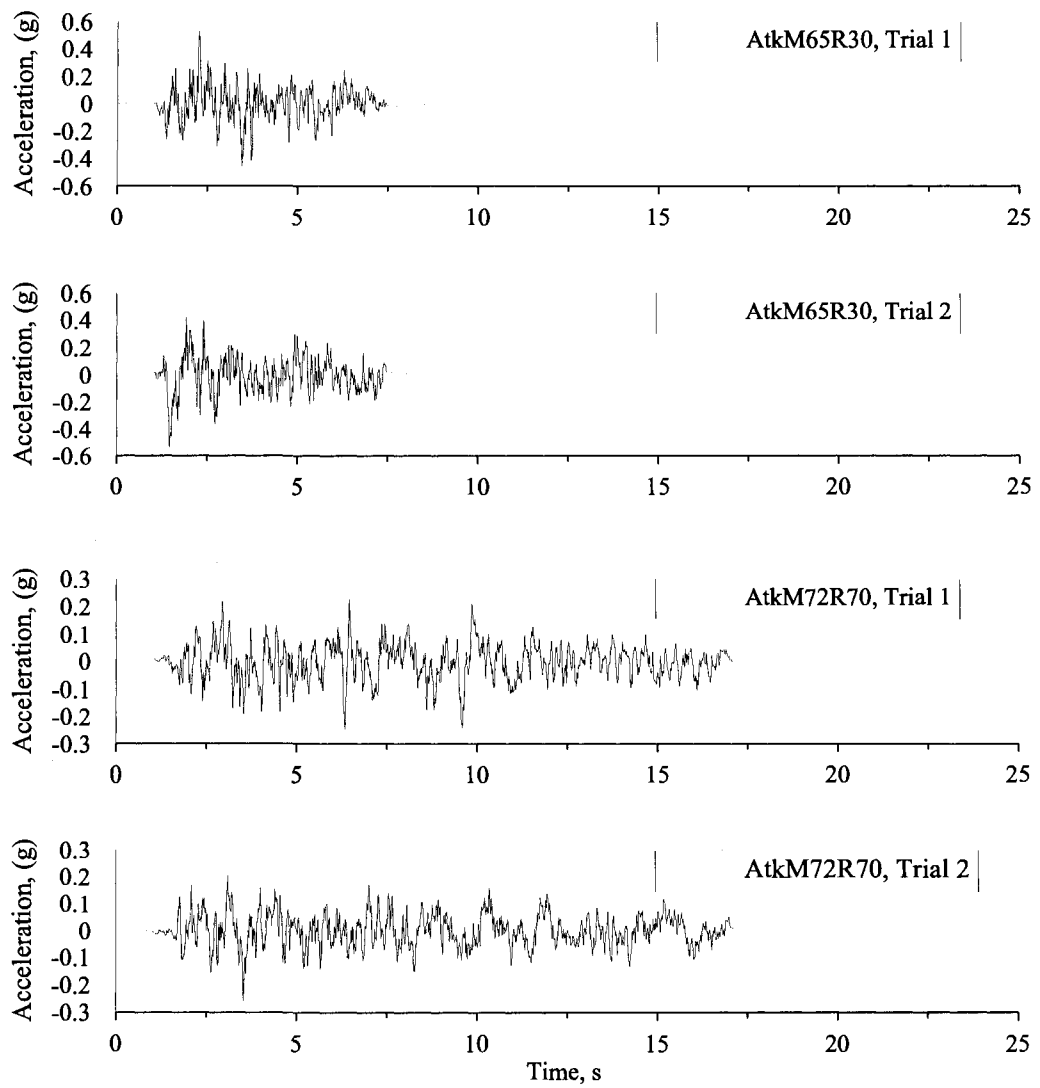 Acceleration, (g)
0.6
0.4
0.2
0
-0.2
-0.4
-0.6
AtkM65R30, Trial 1
0 5 10 15 20 25
Acceleration, (g)
0.6
0.4
0.2
0
-0.2
-0.4
-0.6
AtkM65R30, Trial 2
0 5 10 15 20 25
Acceleration, (g)
0.3
0.2
0.1
0
-0.1
-0.2
-0.3
AtkM72R70, Trial 1
0 5 10 15 20 25
Acceleration, (g)
0.3
0.2
0.1
0
-0.1
-0.2
-0.3
AtkM72R70, Trial 2
0 5 10 15 20 25
Time, s